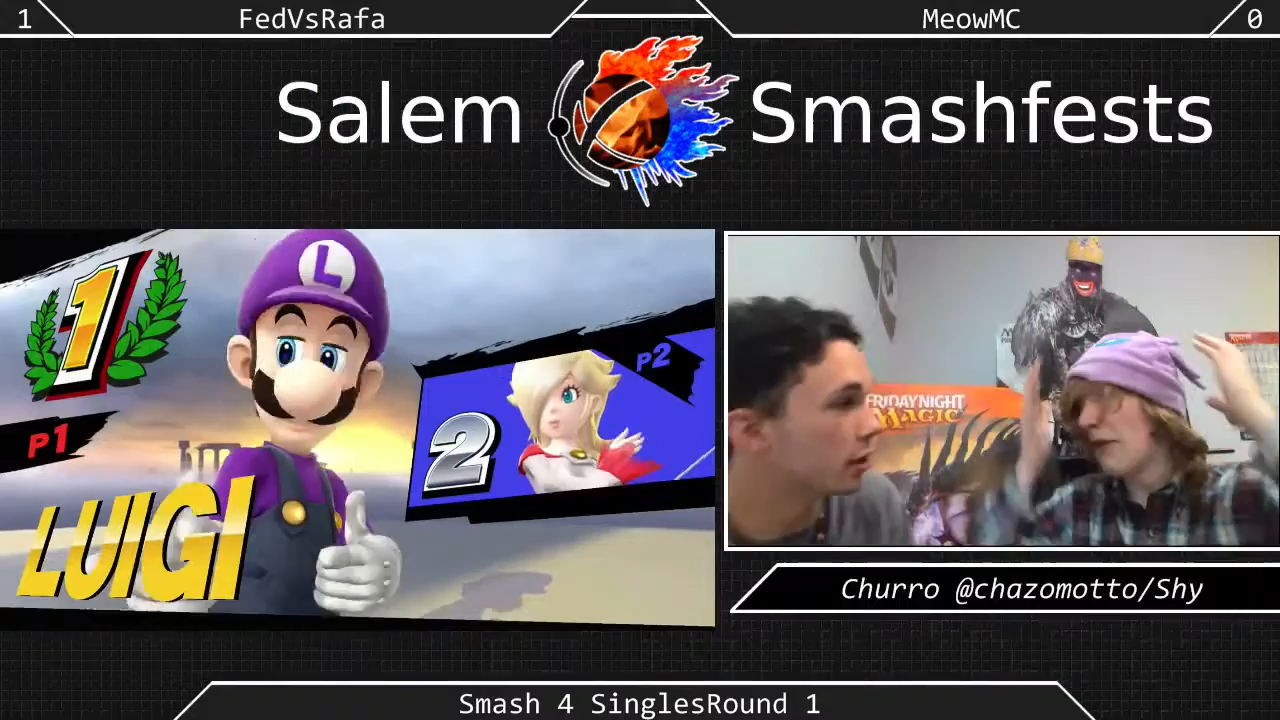 1
FedVsRafa
MeowMC
0
Salem
Smashfests
1
L
P1
LUIGI
P2
2
FRIDAY NIGHT
MAGIC
Churro @chazomotto/Shy
Smash 4 SinglesRound 1